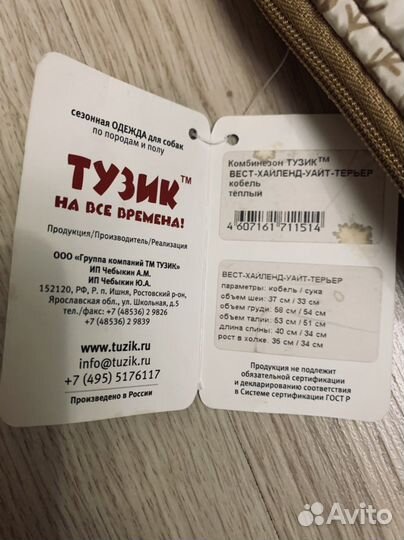 сезонная ОДЕЖДА для собак
по породам и полу
ТУЗИК™
НА ВСЕ ВРЕМЕНА!
Продукция/Производитель/Реализация
ООО «Группа компаний ТМ ТУЗИК»
ИП Чебыкин А.М.
ИП Чебыкин Ю.А.
152120, РФ, Р. п. Ишня, Ростовский р-он,
Ярославская обл., ул. Школьная, д.5
тел./факс: +7 (48536) 2 9826
+7 (48536) 2 9839
www.tuzik.ru
info@tuzik.ru
+7 (495) 5176117
Произведено в России
Комбинезон ТУЗИК™
ВЕСТ-ХАЙЛЕНД-УАЙТ-ТЕРЬЕР
кобель
теплый
4 607161 711514
ВЕСТ-ХАЙЛЕНД-УАЙТ-ТЕРЬЕР
параметры: кобель / сука
объем шеи: 37 см / 33 см
объем груди: 58 см / 54 см
объем талии: 53 см / 51 см
длина спины: 40 см / 34 см
рост в холке: 35 см / 34 см
Продукция не подлежит
обязательной сертификации
и декларированию соответствия
в Системе сертификации ГОСТ Р
Avito